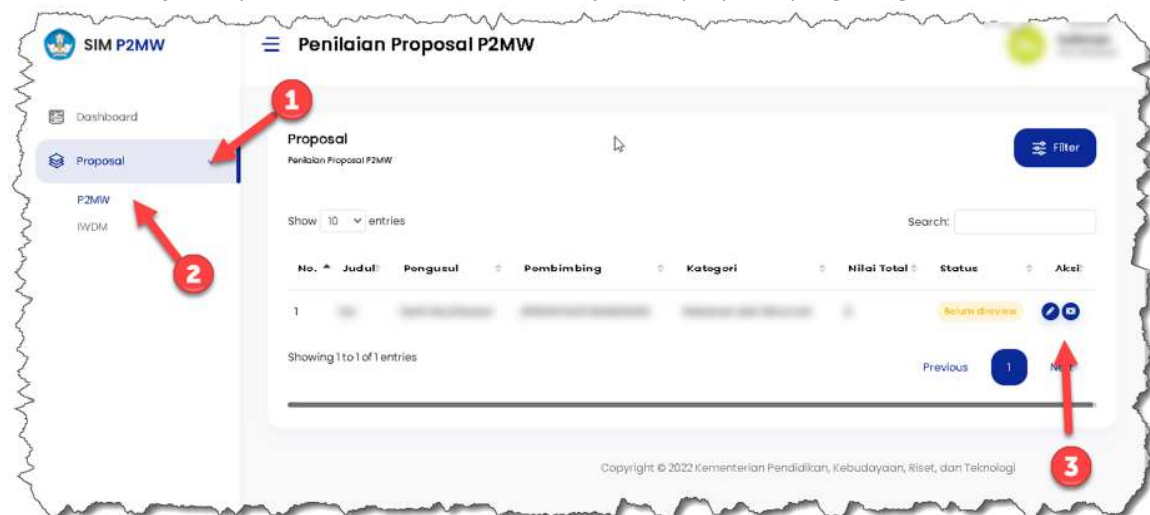 SIM P2MW
Penilaian Proposal P2MW
1
Dashboard
Proposal
P2MW
IWDM
2
Proposal
Penilaian Proposal P2MW
Filter
Show 10 entries
Search:
No. Judul Pengusul Pembimbing Kategori Nilai Total Status Aksi
1 Belum direview
Showing 1 to 1 of 1 entries
Previous 1 Next
3
Copyright © 2022 Kementerian Pendidikan, Kebudayaan, Riset, dan Teknologi